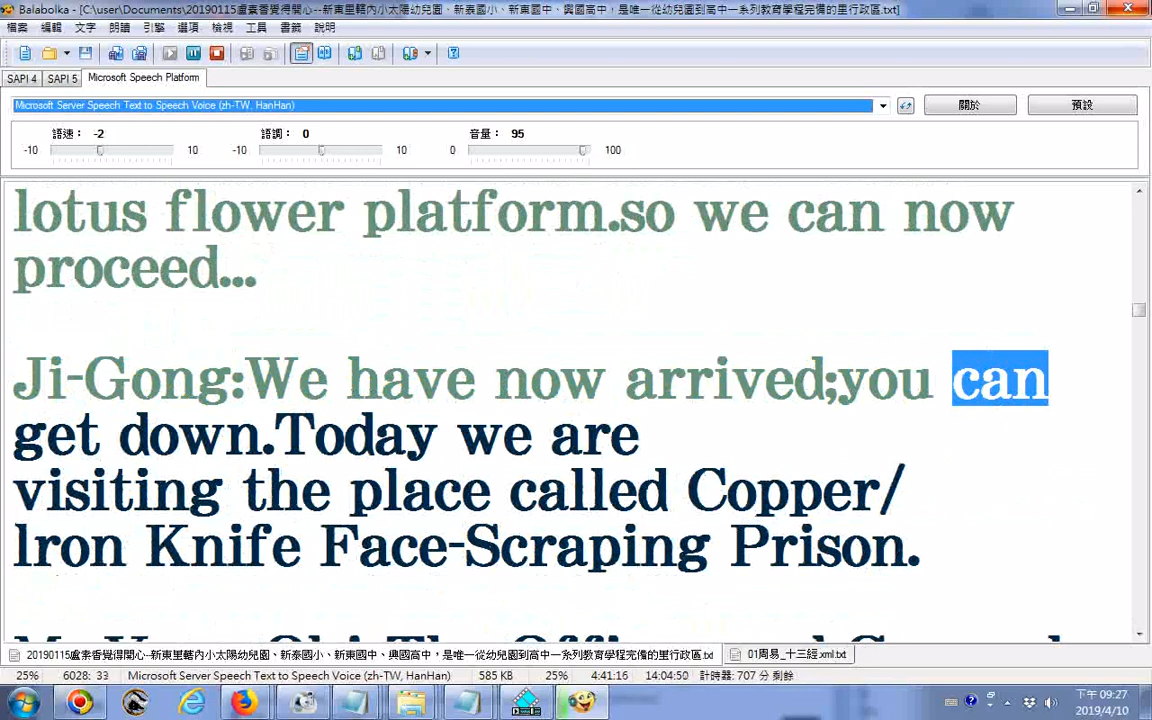 Balabolka - [C:\user\Documents\20190115盧素香覺得開心--新東里轄內小太陽幼兒園、新泰國小、新東國中、興國高中，是唯一從幼兒園到高中一系列教育學程完備的里行政區.txt]
檔案 編輯 文字 朗讀 引擎 選項 檢視 工具 書籤 說明
SAPI 4 SAPI 5 Microsoft Speech Platform
Microsoft Server Speech Text to Speech Voice (zh-TW, HanHan) 關於 預設
語速： -2 語調： 0 音量： 95
-10 10 -10 10 0 100
lotus flower platform.so we can now
proceed...
Ji-Gong:We have now arrived;you can
get down.Today we are
visiting the place called Copper/
lron Knife Face-Scraping Prison.
20190115盧素香覺得開心--新東里轄內小太陽幼兒園、新泰國小、新東國中、興國高中，是唯一從幼兒園到高中一系列教育學程完備的里行政區.txt 01周易_十三經.xml.txt
25% 6028: 33 Microsoft Server Speech Text to Speech Voice (zh-TW, HanHan) 585 KB 25% 4:41:16 14:04:50 計時器: 707 分 剩餘
下午 09:27
2019/4/10